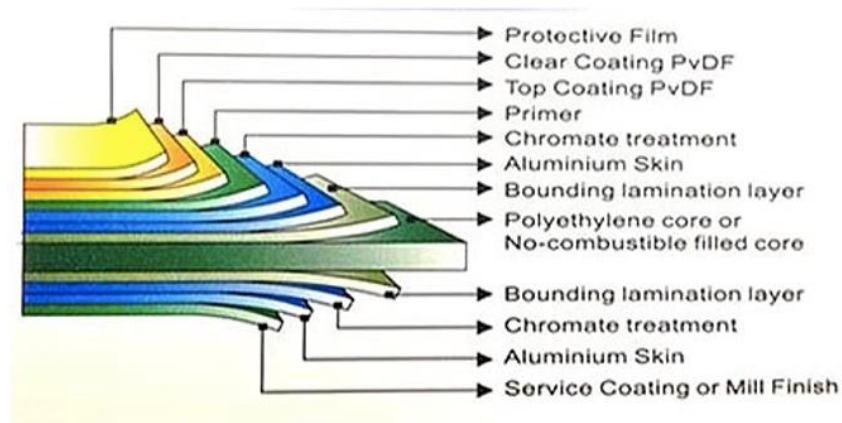 Protective Film
Clear Coating PvDF
Top Coating PvDF
Primer
Chromate treatment
Aluminium Skin
Bounding lamination layer
Polyethylene core or
No-combustible filled core
Bounding lamination layer
Chromate treatment
Aluminium Skin
Service Coating or Mill Finish